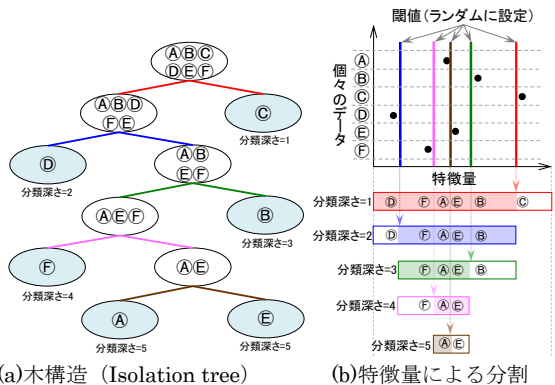 ⒶⒷⒸ
ⒹⒺⒻ
ⒶⒷⒹ
ⒻⒺ
Ⓒ
分類深さ=1
Ⓓ
分類深さ=2
ⒶⒷ
ⒺⒻ
ⒶⒺⒻ
Ⓑ
分類深さ=3
Ⓕ
分類深さ=4
ⒶⒺ
Ⓐ
分類深さ=5
Ⓔ
分類深さ=5
(a)木構造（Isolation tree）
閾値(ランダムに設定)
個々のデータ
Ⓐ
Ⓑ
Ⓒ
Ⓓ
Ⓔ
Ⓕ
特徴量
分類深さ=1 Ⓓ Ⓕ Ⓐ Ⓔ Ⓑ Ⓒ
分類深さ=2 Ⓓ Ⓕ Ⓐ Ⓔ Ⓑ
分類深さ=3 Ⓕ Ⓐ Ⓔ Ⓑ
分類深さ=4 Ⓕ Ⓐ Ⓔ
分類深さ=5 Ⓐ Ⓔ
(b)特徴量による分割